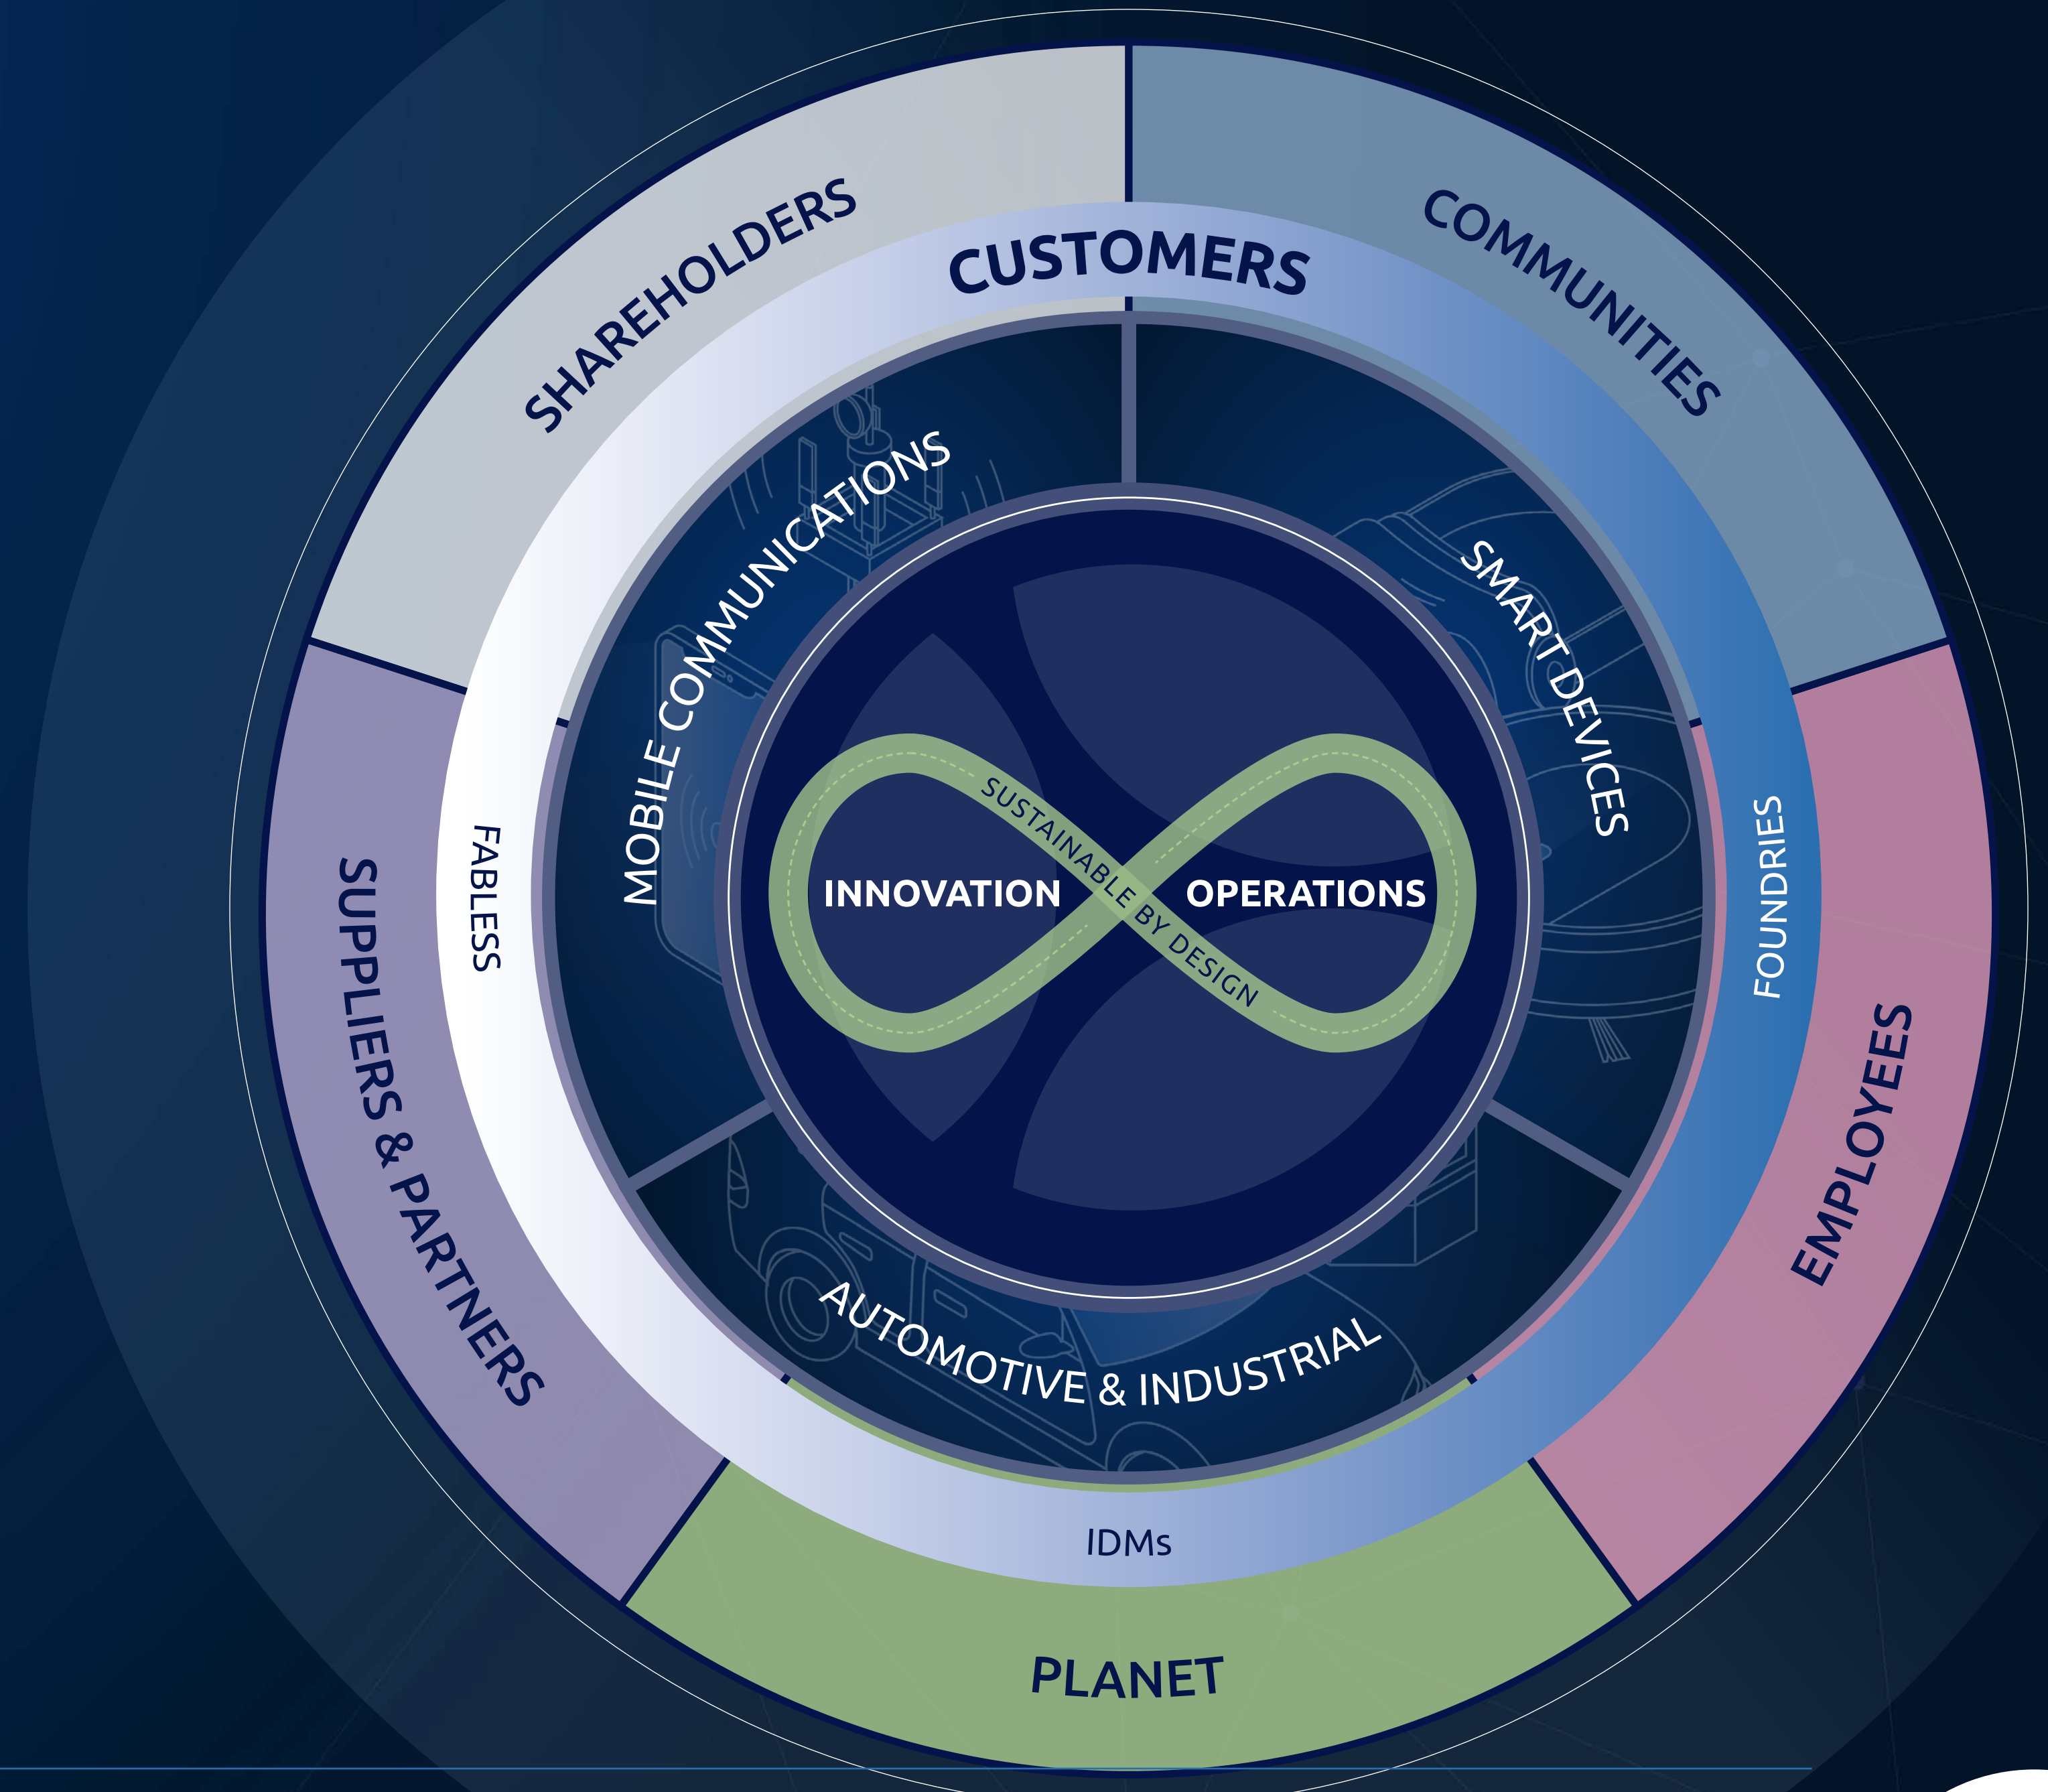 SHAREHOLDERS
COMMUNITIES
CUSTOMERS
MOBILE COMMUNICATIONS
SMART DEVICES
FABLESS
FOUNDRIES
SUSTAINABLE BY DESIGN
INNOVATION
OPERATIONS
SUPPLIERS & PARTNERS
EMPLOYEES
AUTOMOTIVE & INDUSTRIAL
IDMs
PLANET